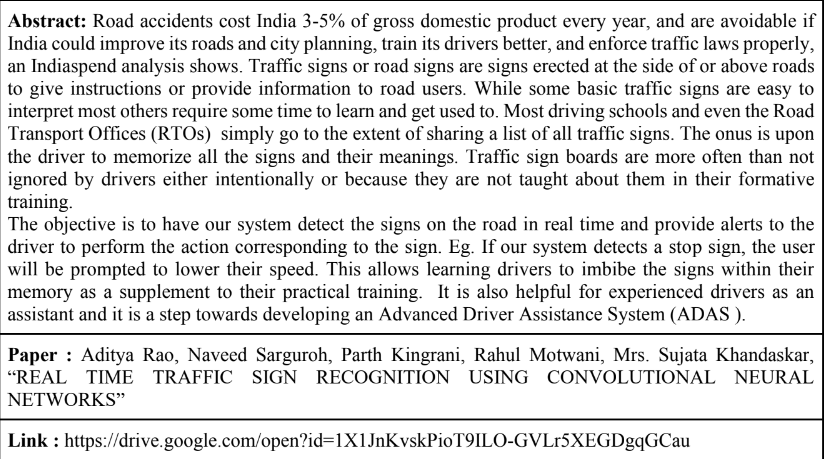 Abstract: Road accidents cost India 3-5% of gross domestic product every year, and are avoidable if
India could improve its roads and city planning, train its drivers better, and enforce traffic laws properly,
an Indiaspend analysis shows. Traffic signs or road signs are signs erected at the side of or above roads
to give instructions or provide information to road users. While some basic traffic signs are easy to
interpret most others require some time to learn and get used to. Most driving schools and even the Road
Transport Offices (RTOs) simply go to the extent of sharing a list of all traffic signs. The onus is upon
the driver to memorize all the signs and their meanings. Traffic sign boards are more often than not
ignored by drivers either intentionally or because they are not taught about them in their formative
training.
The objective is to have our system detect the signs on the road in real time and provide alerts to the
driver to perform the action corresponding to the sign. Eg. If our system detects a stop sign, the user
will be prompted to lower their speed. This allows learning drivers to imbibe the signs within their
memory as a supplement to their practical training. It is also helpful for experienced drivers as an
assistant and it is a step towards developing an Advanced Driver Assistance System (ADAS ).
Paper : Aditya Rao, Naveed Sarguroh, Parth Kingrani, Rahul Motwani, Mrs. Sujata Khandaskar,
“REAL TIME TRAFFIC SIGN RECOGNITION USING CONVOLUTIONAL NEURAL
NETWORKS”
Link : https://drive.google.com/open?id=1X1JnKvskPioT9ILO-GVLr5XEGDgqGCau